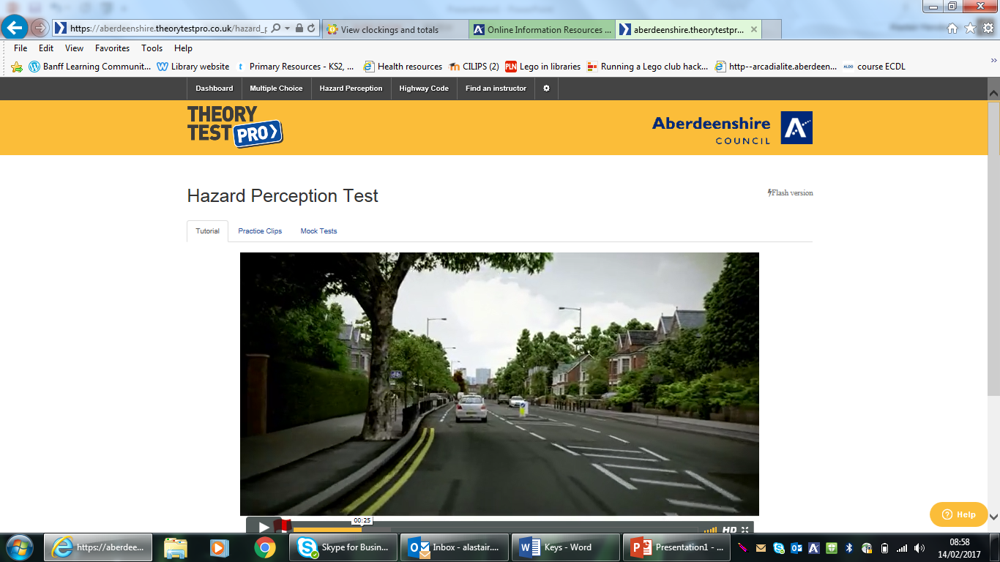 https://aberdeenshire.theorytestpro.co.uk/hazard_p
View clockings and totals
Online Information Resources ...
aberdeenshire.theorytestpr...
File Edit View Favorites Tools Help
Banff Learning Communit...
Library website
Primary Resources - KS2, ...
Health resources
CILIPS (2)
PLN Lego in libraries
Running a Lego club hack...
http--arcadialite.aberdeen...
ALDO course ECDL
Dashboard
Multiple Choice
Hazard Perception
Highway Code
Find an instructor
THEORY
TEST PRO
Aberdeenshire
COUNCIL
Hazard Perception Test
Flash version
Tutorial
Practice Clips
Mock Tests
00:25
HD
Help
https://aberdee...
Skype for Busin...
Inbox - alastair....
Keys - Word
Presentation1 - ...
08:58
14/02/2017